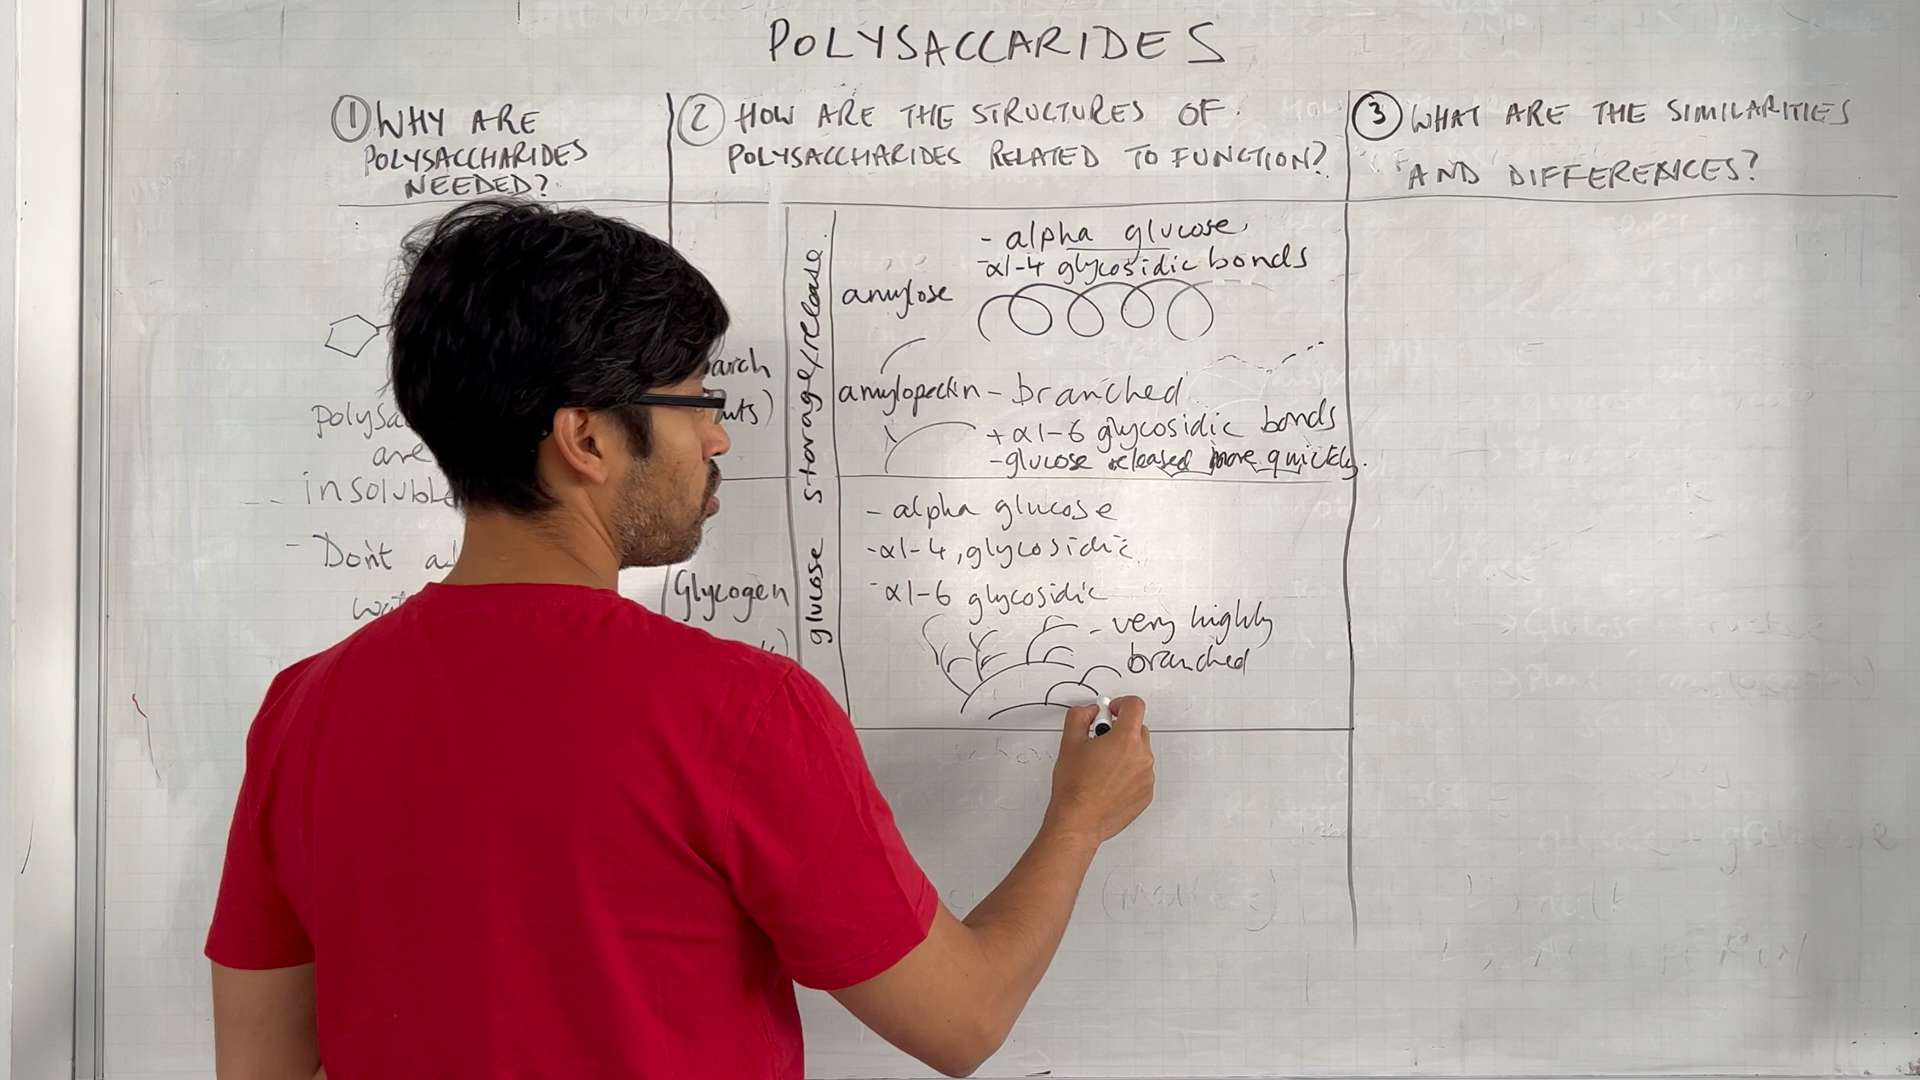 POLYSACCARIDES
① WHY ARE
POLYSACCHARIDES
NEEDED?
are
insoluble
- Don't
② HOW ARE THE STRUCTURES OF
POLYSACCHARIDES RELATED TO FUNCTION?
Glycogen
glucose storage/release
amylose
- alpha glucose
- α1-4 glycosidic bonds
amylopectin - branched
+ α1-6 glycosidic bonds
- glucose released more quickly.
- alpha glucose
- α1-4, glycosidic
- α1-6 glycosidic
- very highly
branched
③ WHAT ARE THE SIMILARITIES
AND DIFFERENCES?